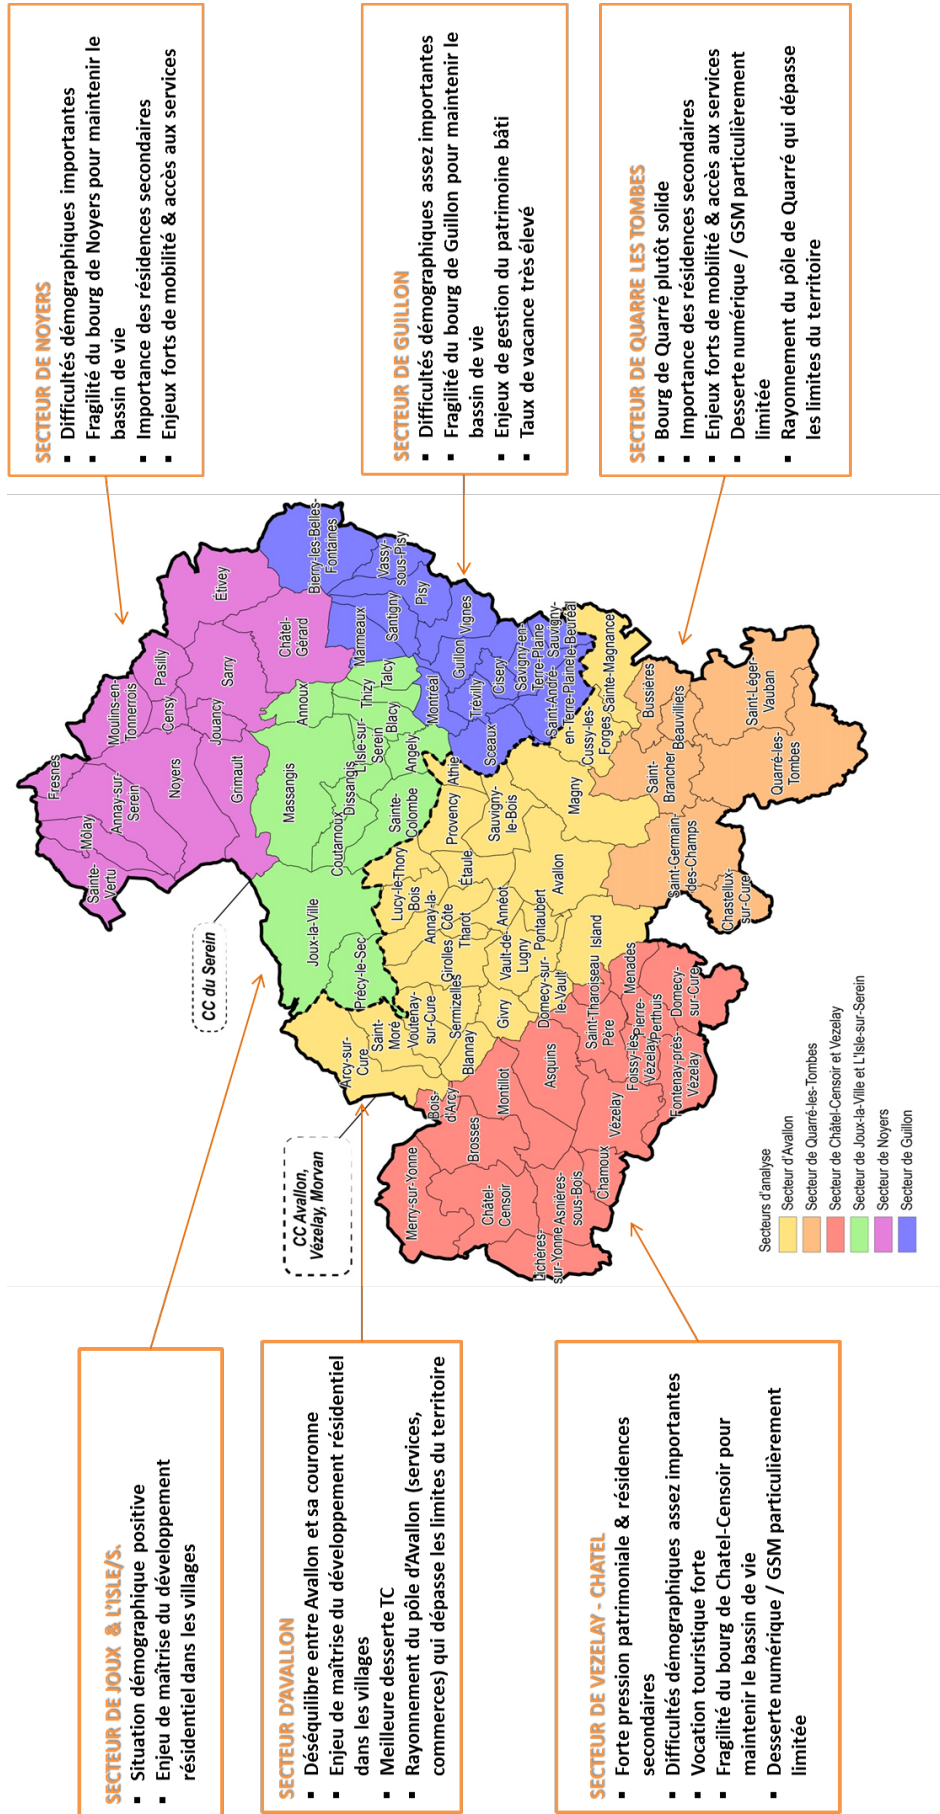 SECTEUR DE JOUX & L'ISLE/S.
▪ Situation démographique positive
▪ Enjeu de maîtrise du développement
résidentiel dans les villages
SECTEUR D'AVALLON
▪ Déséquilibre entre Avallon et sa couronne
▪ Enjeu de maîtrise du développement résidentiel
dans les villages
▪ Meilleure desserte TC
▪ Rayonnement du pôle d'Avallon (services,
commerces) qui dépasse les limites du territoire
SECTEUR DE VEZELAY - CHATEL
▪ Forte pression patrimoniale & résidences
secondaires
▪ Difficultés démographiques assez importantes
▪ Vocation touristique forte
▪ Fragilité du bourg de Chatel-Censoir pour
maintenir le bassin de vie
▪ Desserte numérique / GSM particulièrement
limitée
CC du Serein
CC Avallon,
Vézelay, Morvan
Fresnes
Môlay
Sainte-
Vertu
Annay-sur-
Serein
Moulins-en-
Tonnerrois
Pasilly
Censy
Noyers
Jouancy
Sarry
Étivey
Grimault
Châtel-
Gérard
Bierry-les-Belles-
Fontaines
Joux-la-Ville
Massangis
Annoux
Marmeaux
Précy-le-Sec
Coutarnoux
Dissangis
L'Isle-sur-
Serein
Thizy
Talcy
Blacy
Santigny
Vassy-
sous-Pisy
Pisy
Sainte-
Colombe
Angely
Montréal
Arcy-sur-
Cure
Saint-
Moré
Voutenay-
sur-Cure
Sermizelles
Lucy-le-
Bois
Thory
Annay-la-
Côte
Girolles
Tharot
Étaule
Provency
Athie
Sauvigny-
le-Bois
Sceaux
Trévilly
Guillon
Vignes
Cisery
Savigny-en-
Terre-Plaine
Sauvigny-
le-Beuréal
Saint-André-
en-Terre-Plaine
Sainte-Magnance
Cussy-les-
Forges
Magny
Avallon
Annéot
Vault-de-
Lugny
Pontaubert
Island
Givry
Domecy-sur-
le-Vault
Blannay
Bois-
d'Arcy
Merry-sur-Yonne
Brosses
Montillot
Châtel-
Censoir
Asquins
Lichères-
sur-Yonne
Asnières-
sous-Bois
Chamoux
Vézelay
Saint-
Père
Tharoiseau
Menades
Foissy-lès-
Vézelay
Pierre-
Perthuis
Fontenay-près-
Vézelay
Domecy-
sur-Cure
Saint-Germain-
des-Champs
Chastellux-
sur-Cure
Saint-
Brancher
Bussières
Beauvilliers
Quarré-les-
Tombes
Saint-Léger-
Vauban
Secteurs d'analyse
Secteur d'Avallon
Secteur de Quarré-les-Tombes
Secteur de Châtel-Censoir et Vezelay
Secteur de Joux-la-Ville et L'Isle-sur-Serein
Secteur de Noyers
Secteur de Guillon
SECTEUR DE NOYERS
▪ Difficultés démographiques importantes
▪ Fragilité du bourg de Noyers pour maintenir le
bassin de vie
▪ Importance des résidences secondaires
▪ Enjeux forts de mobilité & accès aux services
SECTEUR DE GUILLON
▪ Difficultés démographiques assez importantes
▪ Fragilité du bourg de Guillon pour maintenir le
bassin de vie
▪ Enjeux de gestion du patrimoine bâti
▪ Taux de vacance très élevé
SECTEUR DE QUARRE LES TOMBES
▪ Bourg de Quarré plutôt solide
▪ Importance des résidences secondaires
▪ Enjeux forts de mobilité & accès aux services
▪ Desserte numérique / GSM particulièrement
limitée
▪ Rayonnement du pôle de Quarré qui dépasse
les limites du territoire